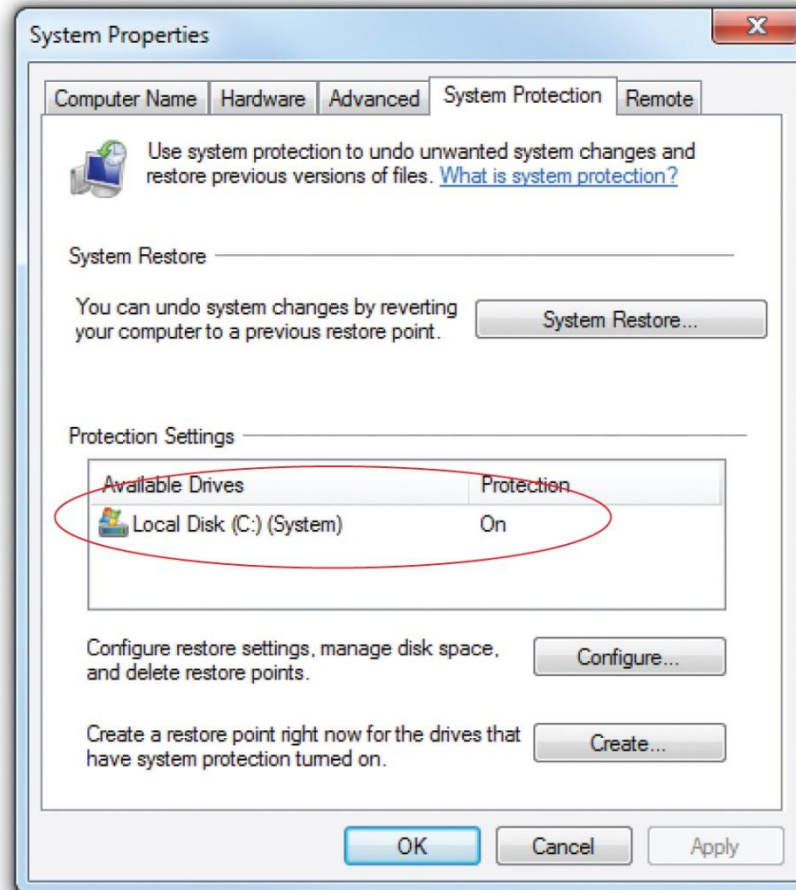 System Properties
Computer Name
Hardware
Advanced
System Protection
Remote
Use system protection to undo unwanted system changes and
restore previous versions of files. What is system protection?
System Restore
You can undo system changes by reverting
your computer to a previous restore point.
System Restore...
Protection Settings
Available Drives
Protection
Local Disk (C:) (System)
On
Configure restore settings, manage disk space,
and delete restore points.
Configure...
Create a restore point right now for the drives that
have system protection turned on.
Create...
OK
Cancel
Apply